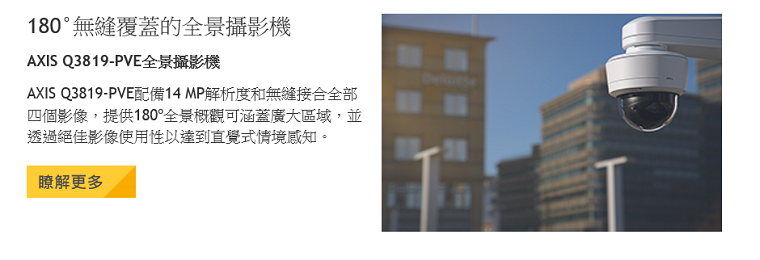 180°無縫覆蓋的全景攝影機
AXIS Q3819-PVE全景攝影機
AXIS Q3819-PVE配備14 MP解析度和無縫接合全部
四個影像，提供180°全景概觀可涵蓋廣大區域，並
透過絕佳影像使用性以達到直覺式情境感知。
瞭解更多
Deloitte